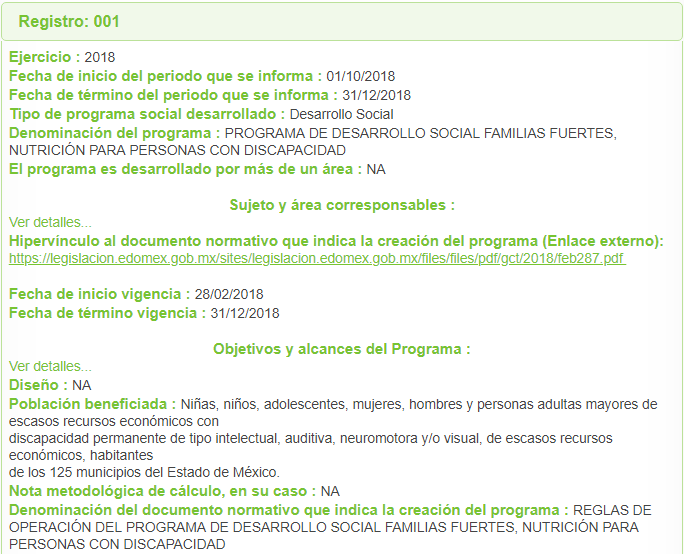 Registro: 001
Ejercicio : 2018
Fecha de inicio del periodo que se informa : 01/10/2018
Fecha de término del periodo que se informa : 31/12/2018
Tipo de programa social desarrollado : Desarrollo Social
Denominación del programa : PROGRAMA DE DESARROLLO SOCIAL FAMILIAS FUERTES,
NUTRICIÓN PARA PERSONAS CON DISCAPACIDAD
El programa es desarrollado por más de un área : NA
Sujeto y área corresponsables :
Ver detalles...
Hipervínculo al documento normativo que indica la creación del programa (Enlace externo):
https://legislacion.edomex.gob.mx/sites/legislacion.edomex.gob.mx/files/files/pdf/gct/2018/feb287.pdf
Fecha de inicio vigencia : 28/02/2018
Fecha de término vigencia : 31/12/2018
Objetivos y alcances del Programa :
Ver detalles...
Diseño : NA
Población beneficiada : Niñas, niños, adolescentes, mujeres, hombres y personas adultas mayores de
escasos recursos económicos con
discapacidad permanente de tipo intelectual, auditiva, neuromotora y/o visual, de escasos recursos
económicos, habitantes
de los 125 municipios del Estado de México.
Nota metodológica de cálculo, en su caso : NA
Denominación del documento normativo que indica la creación del programa : REGLAS DE
OPERACIÓN DEL PROGRAMA DE DESARROLLO SOCIAL FAMILIAS FUERTES, NUTRICIÓN PARA
PERSONAS CON DISCAPACIDAD